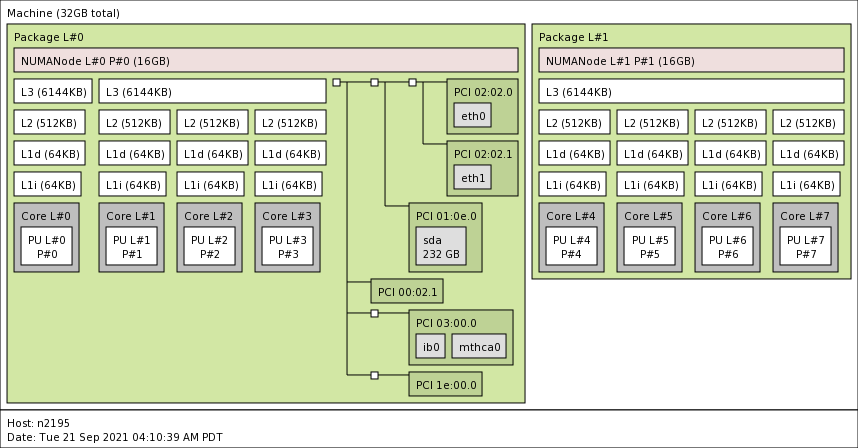 Machine (32GB total)
Package L#0
NUMANode L#0 P#0 (16GB)
L3 (6144KB) L3 (6144KB)
L2 (512KB) L2 (512KB) L2 (512KB) L2 (512KB)
L1d (64KB) L1d (64KB) L1d (64KB) L1d (64KB)
L1i (64KB) L1i (64KB) L1i (64KB) L1i (64KB)
Core L#0 Core L#1 Core L#2 Core L#3
PU L#0 PU L#1 PU L#2 PU L#3
P#0 P#1 P#2 P#3
PCI 02:02.0
eth0
PCI 02:02.1
eth1
PCI 01:0e.0
sda
232 GB
PCI 00:02.1
PCI 03:00.0
ib0 mthca0
PCI 1e:00.0
Package L#1
NUMANode L#1 P#1 (16GB)
L3 (6144KB)
L2 (512KB) L2 (512KB) L2 (512KB) L2 (512KB)
L1d (64KB) L1d (64KB) L1d (64KB) L1d (64KB)
L1i (64KB) L1i (64KB) L1i (64KB) L1i (64KB)
Core L#4 Core L#5 Core L#6 Core L#7
PU L#4 PU L#5 PU L#6 PU L#7
P#4 P#5 P#6 P#7
Host: n2195
Date: Tue 21 Sep 2021 04:10:39 AM PDT